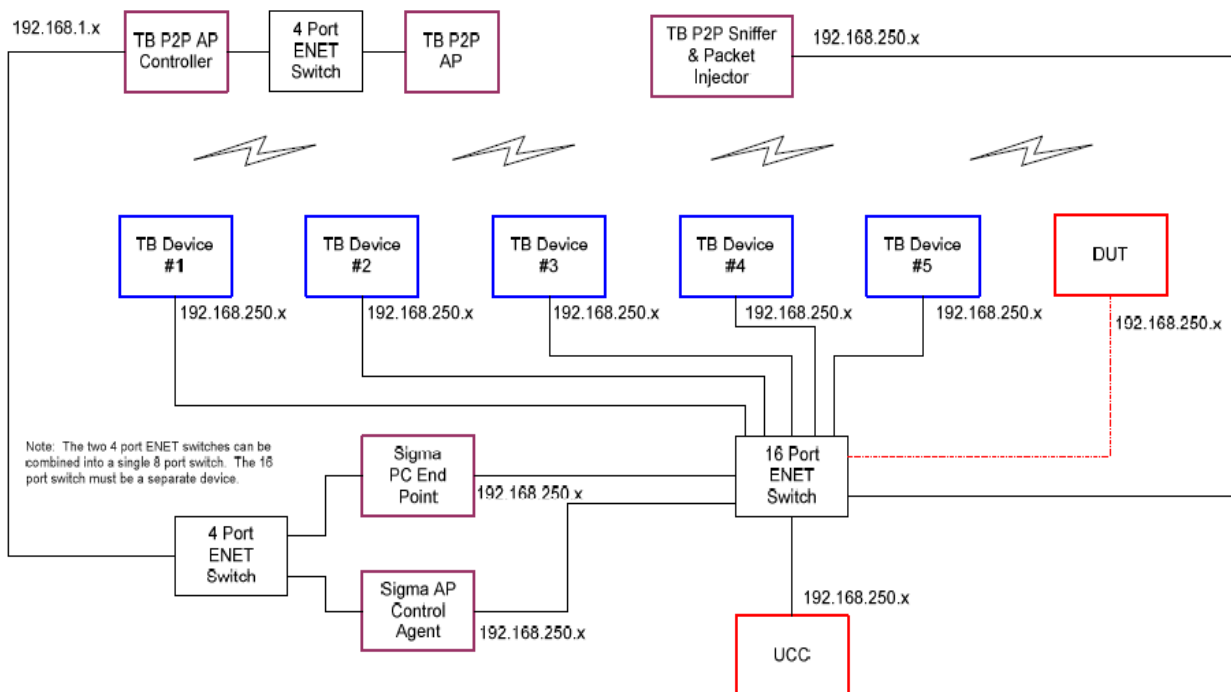 192.168.1.x
TB P2P AP
Controller
4 Port
ENET
Switch
TB P2P
AP
TB P2P Sniffer
& Packet
Injector
192.168.250.x
TB Device
#1
TB Device
#2
TB Device
#3
TB Device
#4
TB Device
#5
DUT
192.168.250.x
192.168.250.x
192.168.250.x
192.168.250.x
192.168.250.x
192.168.250.x
Note: The two 4 port ENET switches can be
combined into a single 8 port switch. The 16
port switch must be a separate device.
Sigma
PC End
Point
192.168.250.x
16 Port
ENET
Switch
4 Port
ENET
Switch
Sigma AP
Control
Agent
192.168.250.x
192.168.250.x
UCC